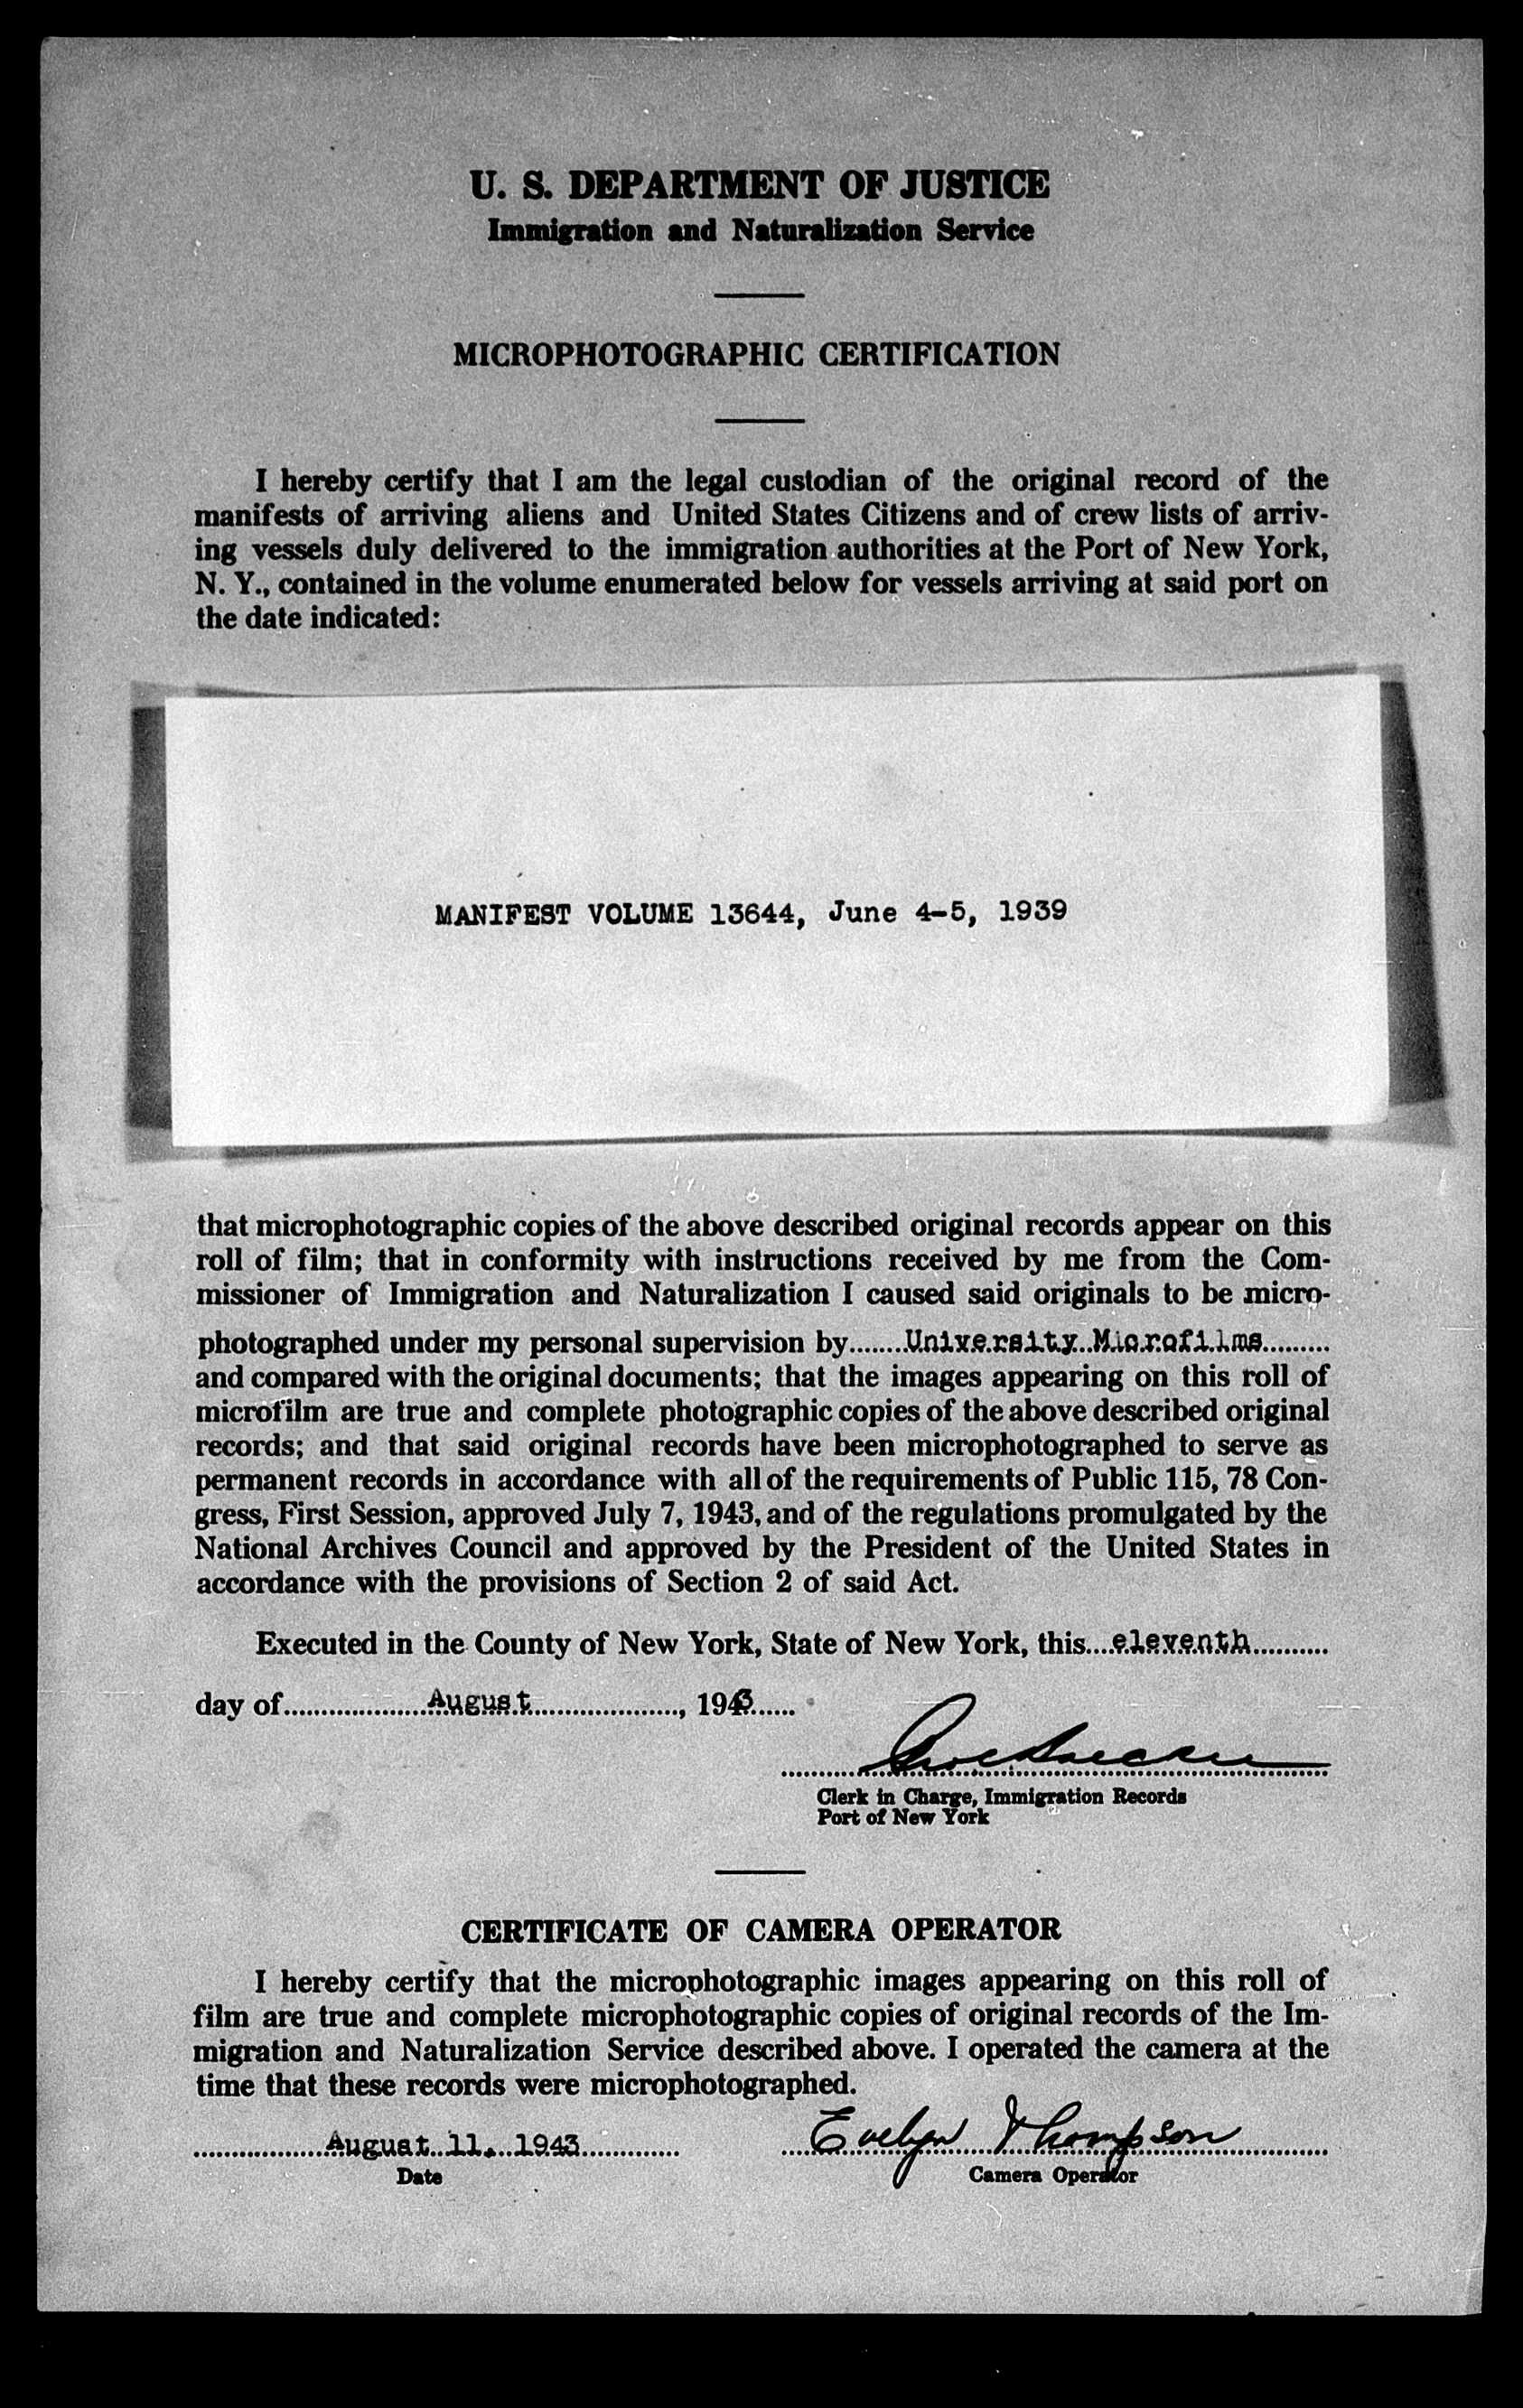 U. S. DEPARTMENT OF JUSTICE
Immigration and Naturalization Service
MICROPHOTOGRAPHIC CERTIFICATION
I hereby certify that I am the legal custodian of the original record of the
manifests of arriving aliens and United States Citizens and of crew lists of arriv-
ing vessels duly delivered to the immigration authorities at the Port of New York,
N. Y., contained in the volume enumerated below for vessels arriving at said port on
the date indicated:
MANIFEST VOLUME 13644, June 4-5, 1939
that microphotographic copies of the above described original records appear on this
roll of film; that in conformity with instructions received by me from the Com-
missioner of Immigration and Naturalization I caused said originals to be micro-
photographed under my personal supervision by University Microfilms
and compared with the original documents; that the images appearing on this roll of
microfilm are true and complete photographic copies of the above described original
records; and that said original records have been microphotographed to serve as
permanent records in accordance with all of the requirements of Public 115, 78 Con-
gress, First Session, approved July 7, 1943, and of the regulations promulgated by the
National Archives Council and approved by the President of the United States in
accordance with the provisions of Section 2 of said Act.
Executed in the County of New York, State of New York, this eleventh
day of August, 1943
Clerk in Charge, Immigration Records
Port of New York
CERTIFICATE OF CAMERA OPERATOR
I hereby certify that the microphotographic images appearing on this roll of
film are true and complete microphotographic copies of original records of the Im-
migration and Naturalization Service described above. I operated the camera at the
time that these records were microphotographed.
August 11, 1943 Evelyn Thompson
Date Camera Operator